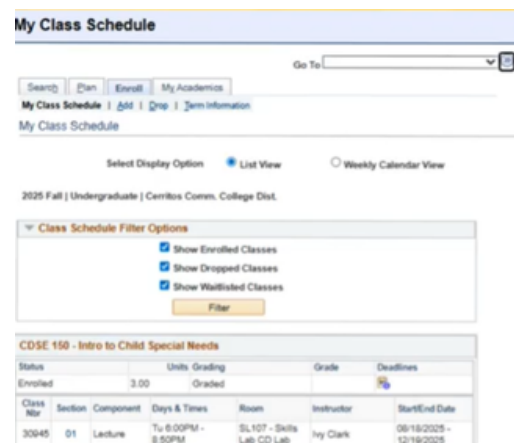 My Class Schedule
Go To
Search Plan Enroll My Academics
My Class Schedule | Add | Drop | Term Information
My Class Schedule
Select Display Option List View Weekly Calendar View
2025 Fall | Undergraduate | Cerritos Comm. College Dist.
Class Schedule Filter Options
Show Enrolled Classes
Show Dropped Classes
Show Waitlisted Classes
Filter
CDSE 150 - Intro to Child Special Needs
Status Units Grading Grade Deadlines
Enrolled 3.00 Graded
Class Nbr Section Component Days & Times Room Instructor Start/End Date
30945 01 Lecture Tu 6:00PM - SL107 - Skills Ivy Clark 08/18/2025 -
8:50PM Lab CD Lab 12/19/2025